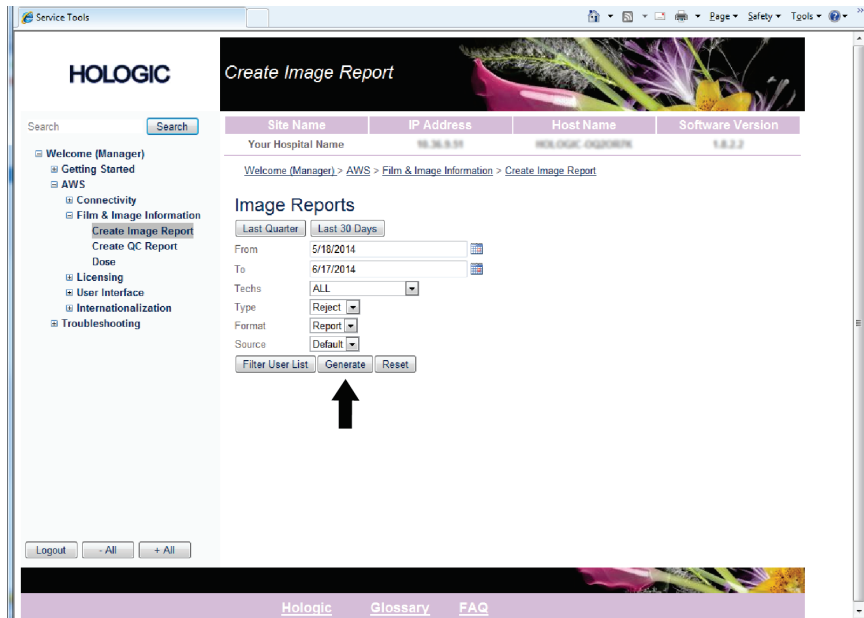 Service Tools
Page Safety Tools
HOLOGIC
Create Image Report
Search Search
Site Name IP Address Host Name Software Version
Your Hospital Name
Welcome (Manager) > AWS > Film & Image Information > Create Image Report
Welcome (Manager)
Getting Started
AWS
Connectivity
Film & Image Information
Create Image Report
Create QC Report
Dose
Licensing
User Interface
Internationalization
Troubleshooting
Image Reports
Last Quarter Last 30 Days
From 5/18/2014
To 6/17/2014
Techs ALL
Type Reject
Format Report
Source Default
Filter User List Generate Reset
Logout - All + All
Hologic Glossary FAQ